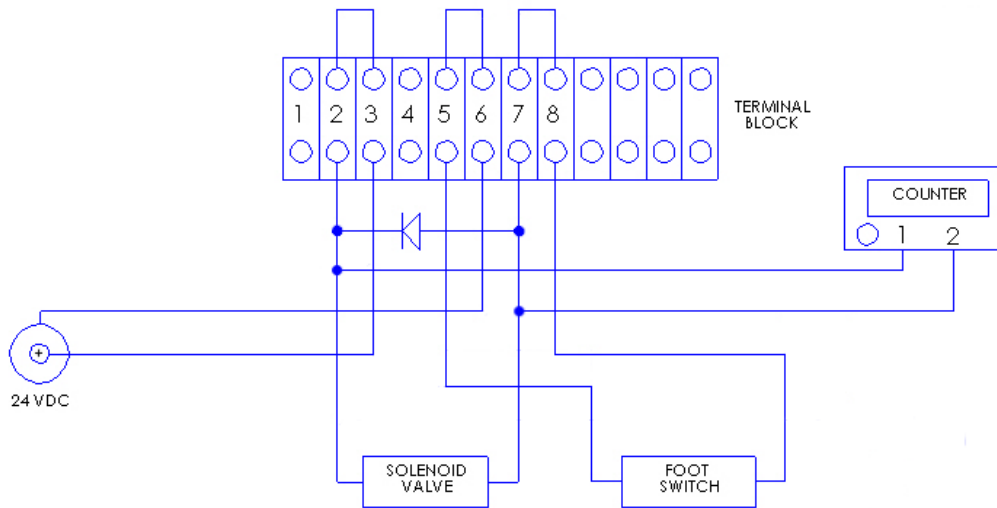 1 2 3 4 5 6 7 8
TERMINAL
BLOCK
COUNTER
1 2
+
24 VDC
SOLENOID
VALVE
FOOT
SWITCH